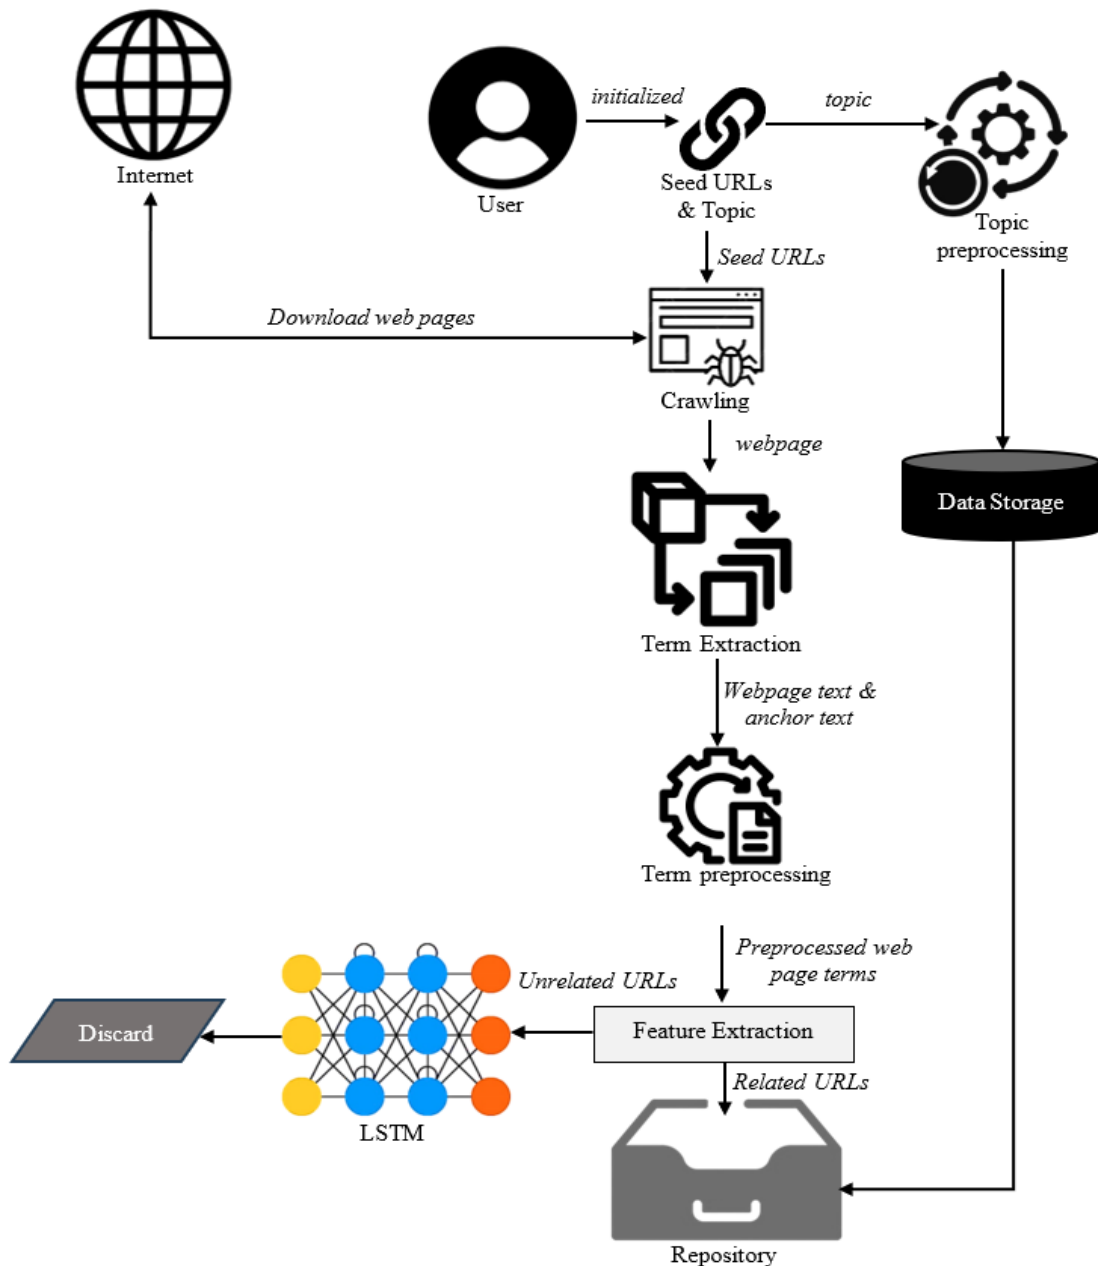 initialized
topic
Internet
User
Seed URLs
& Topic
Topic
preprocessing
Seed URLs
Download web pages
Crawling
webpage
Data Storage
Term Extraction
Webpage text &
anchor text
Term preprocessing
Preprocessed web
page terms
Unrelated URLs
Discard
Feature Extraction
Related URLs
LSTM
Repository